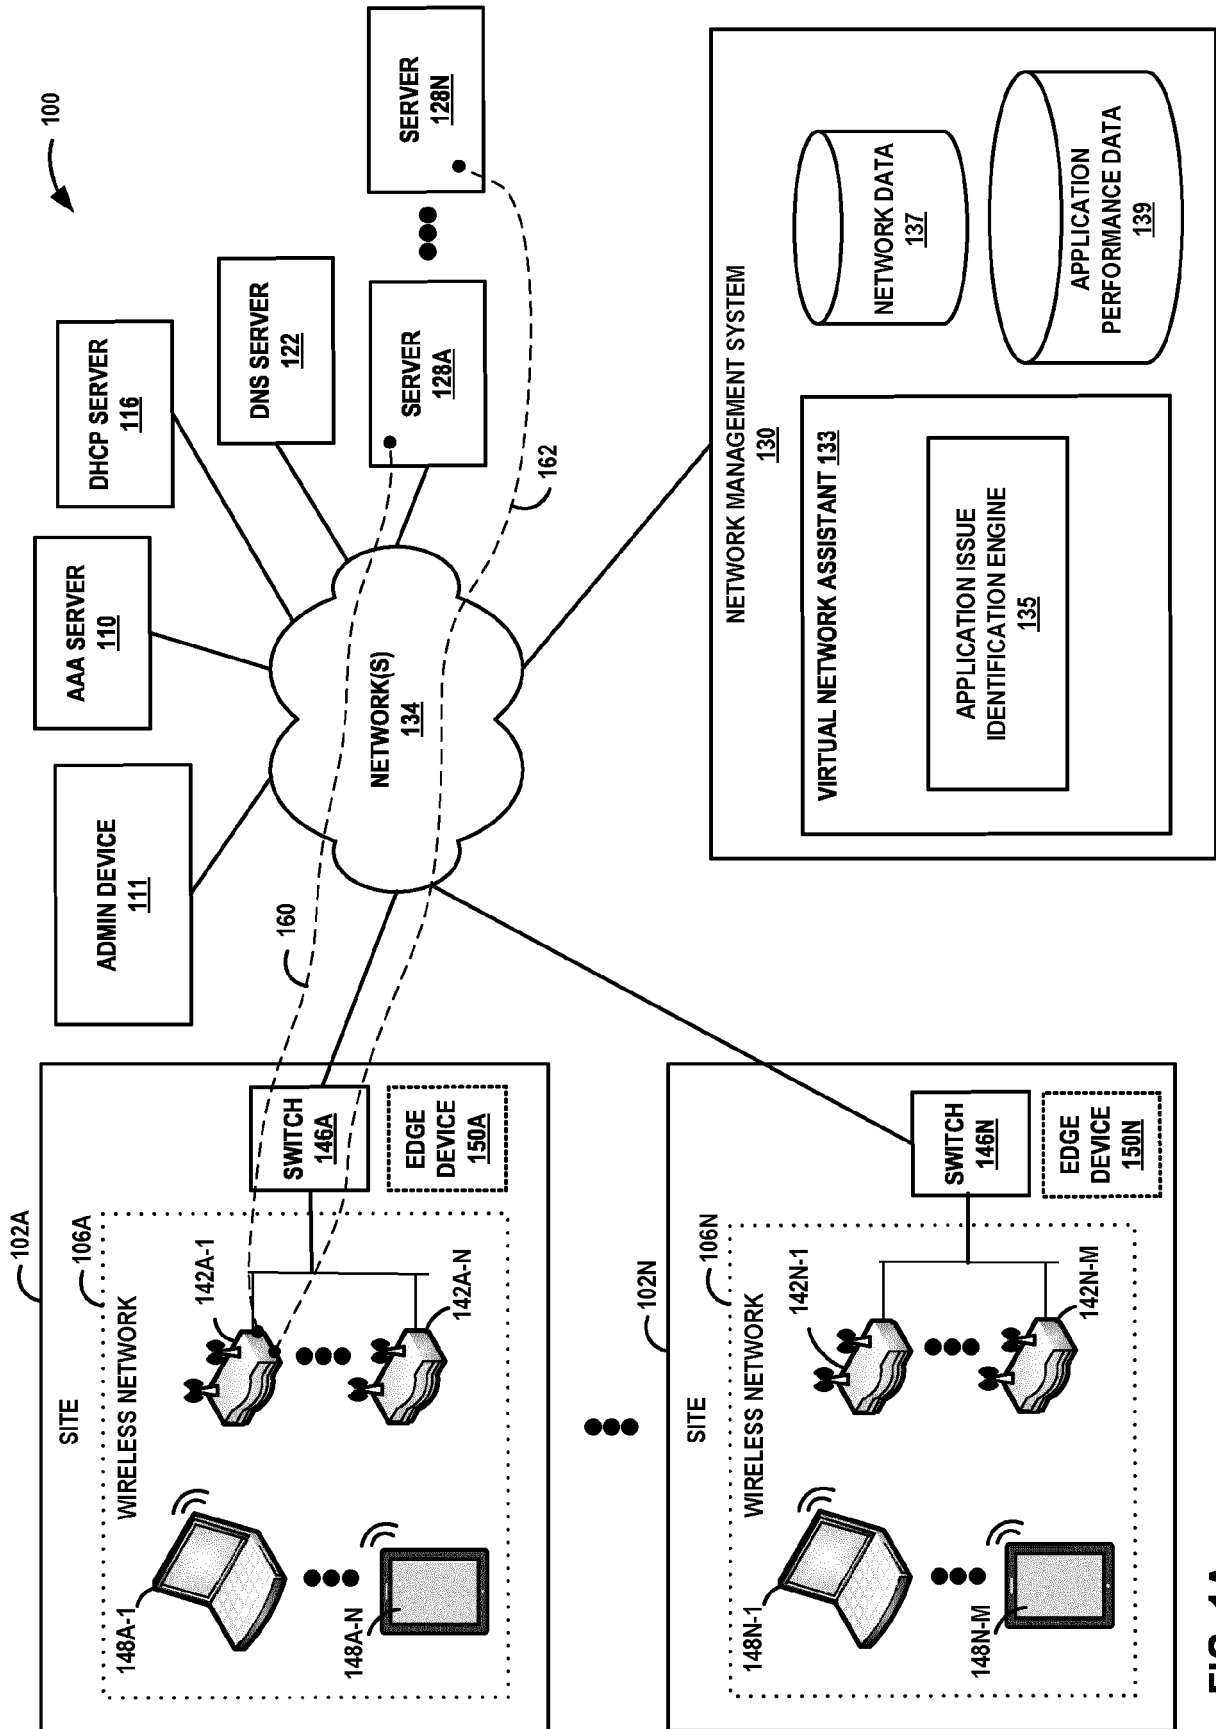 100
SITE
102A
WIRELESS NETWORK
106A
148A-1
148A-N
142A-1
142A-N
SWITCH
146A
EDGE
DEVICE
150A
ADMIN DEVICE
111
AAA SERVER
110
DHCP SERVER
116
DNS SERVER
122
SERVER
128A
SERVER
128N
160
162
NETWORK(S)
134
SITE
102N
WIRELESS NETWORK
106N
148N-1
148N-M
142N-1
142N-M
SWITCH
146N
EDGE
DEVICE
150N
NETWORK MANAGEMENT SYSTEM
130
VIRTUAL NETWORK ASSISTANT 133
APPLICATION ISSUE
IDENTIFICATION ENGINE
135
NETWORK DATA
137
APPLICATION
PERFORMANCE DATA
139
FIG. 1A